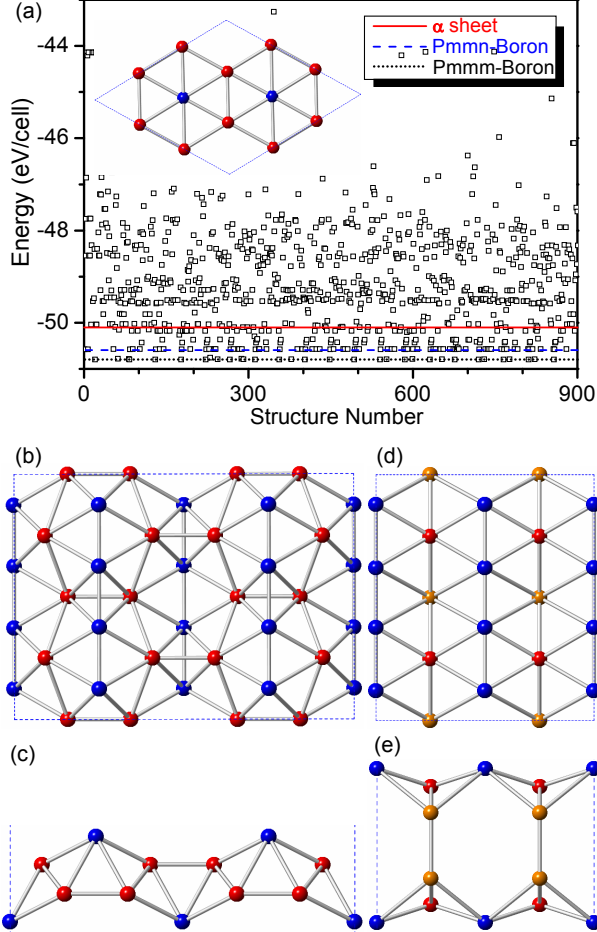 (a)
-44
-46
-48
-50
Energy (eV/cell)
α sheet
Pmmn-Boron
Pmmm-Boron
0 300 600 900
Structure Number
(b)
(d)
(c)
(e)